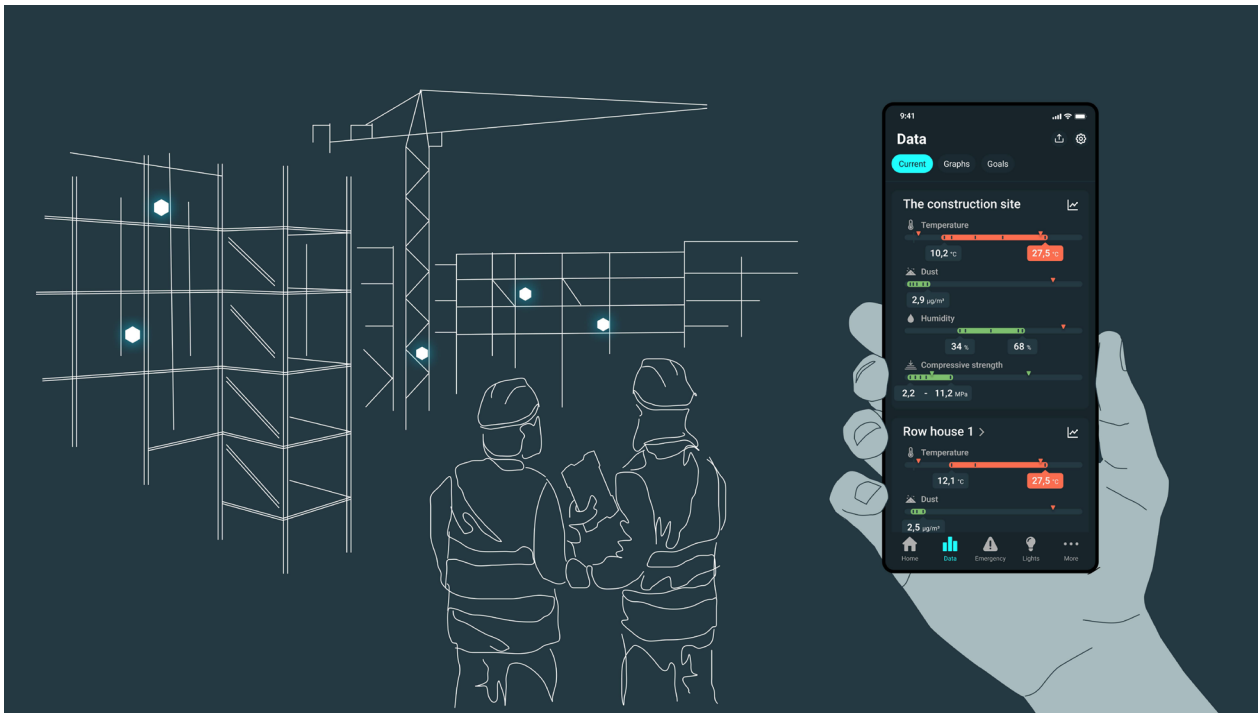 9:41
Data
Current Graphs Goals
The construction site
Temperature
10,2 °C 27,5 °C
Dust
2,9 µg/m³
Humidity
34 % 68 %
Compressive strength
2,2 - 11,2 MPa
Row house 1 >
Temperature
12,1 °C 27,5 °C
Dust
2,5 µg/m³
Home Data Emergency Lights More